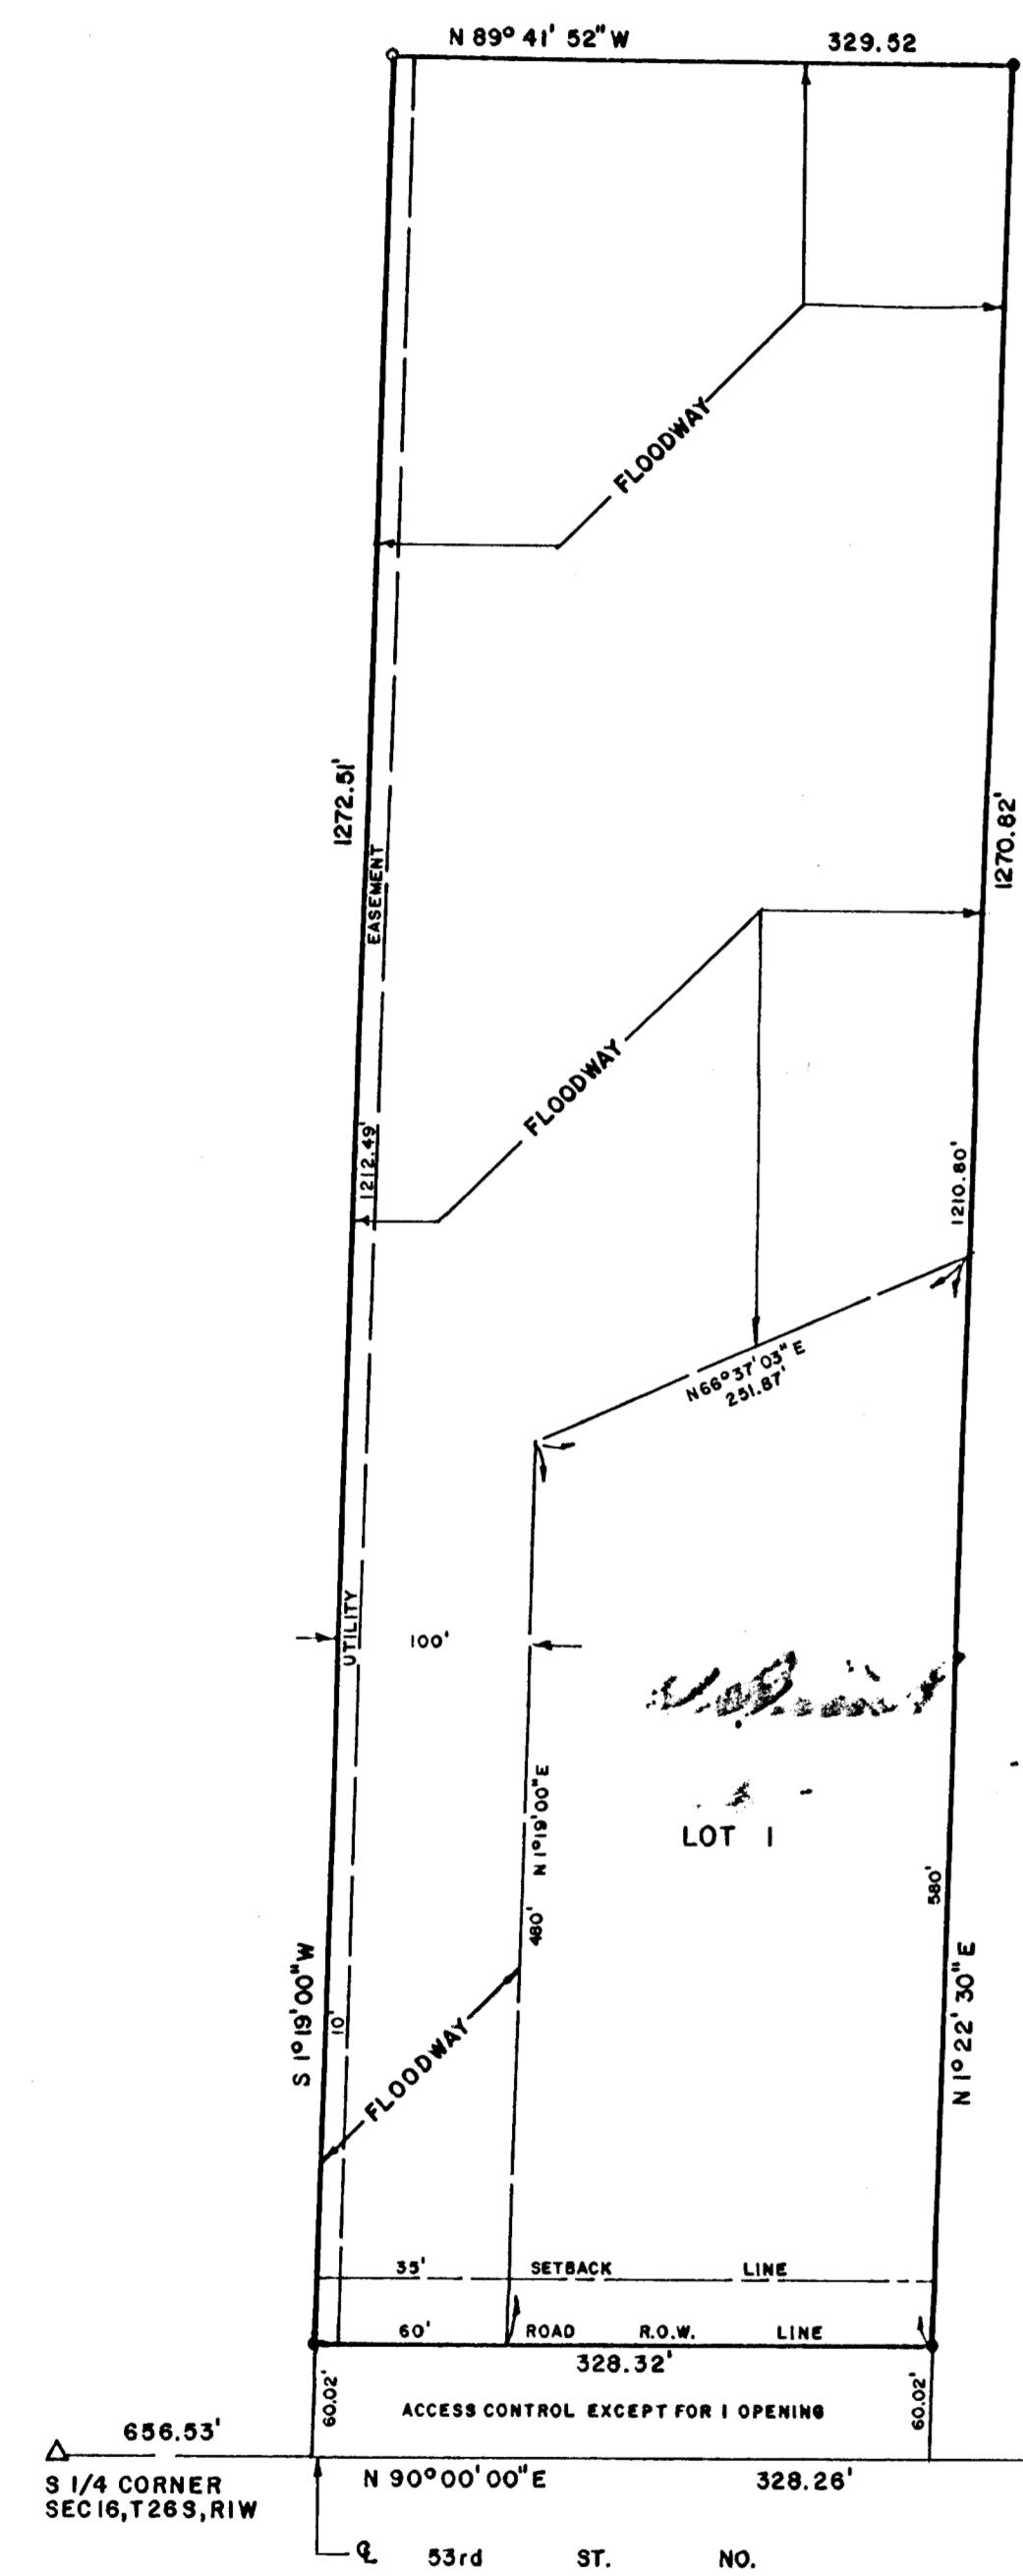 N 89° 41' 52" W 329.52
FLOODWAY
1272.51'
1270.82'
EASEMENT
FLOODWAY
1212.49'
1210.80'
N 66° 37' 03" E
251.87'
UTILITY
100'
N 1° 19' 00" E
480'
LOT 1
580'
S 1° 19' 00" W
10'
N 1° 22' 30" E
FLOODWAY
35' SETBACK LINE
60' ROAD R.O.W. LINE
328.32'
60.02'
60.02'
ACCESS CONTROL EXCEPT FOR 1 OPENING
656.53'
S 1/4 CORNER
SEC 16, T 26 S, R 1 W
N 90° 00' 00" E 328.26'
℄ 53rd ST. NO.